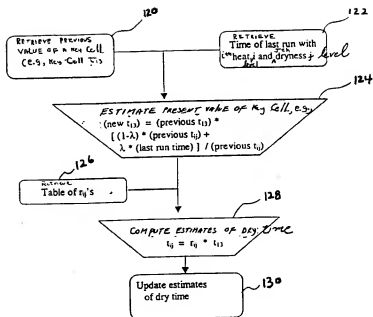 120
RETRIEVE PREVIOUS
VALUE OF A KEY CELL
(e.g., KEY-CELL t13
122
RETRIEVE
Time of last run with
ith heat i and jth dryness j level
level
124
ESTIMATE PRESENT VALUE OF KEY CELL, e.g.,
(new t13) = (previous t13) *
[ (1-λ) * (previous tij) +
λ * (last run time) ] / (previous tij)
126
RETRIEVE
Table of rij's
128
COMPUTE ESTIMATES OF DRY time
tij = rij * t13
Update estimates
of dry time
130